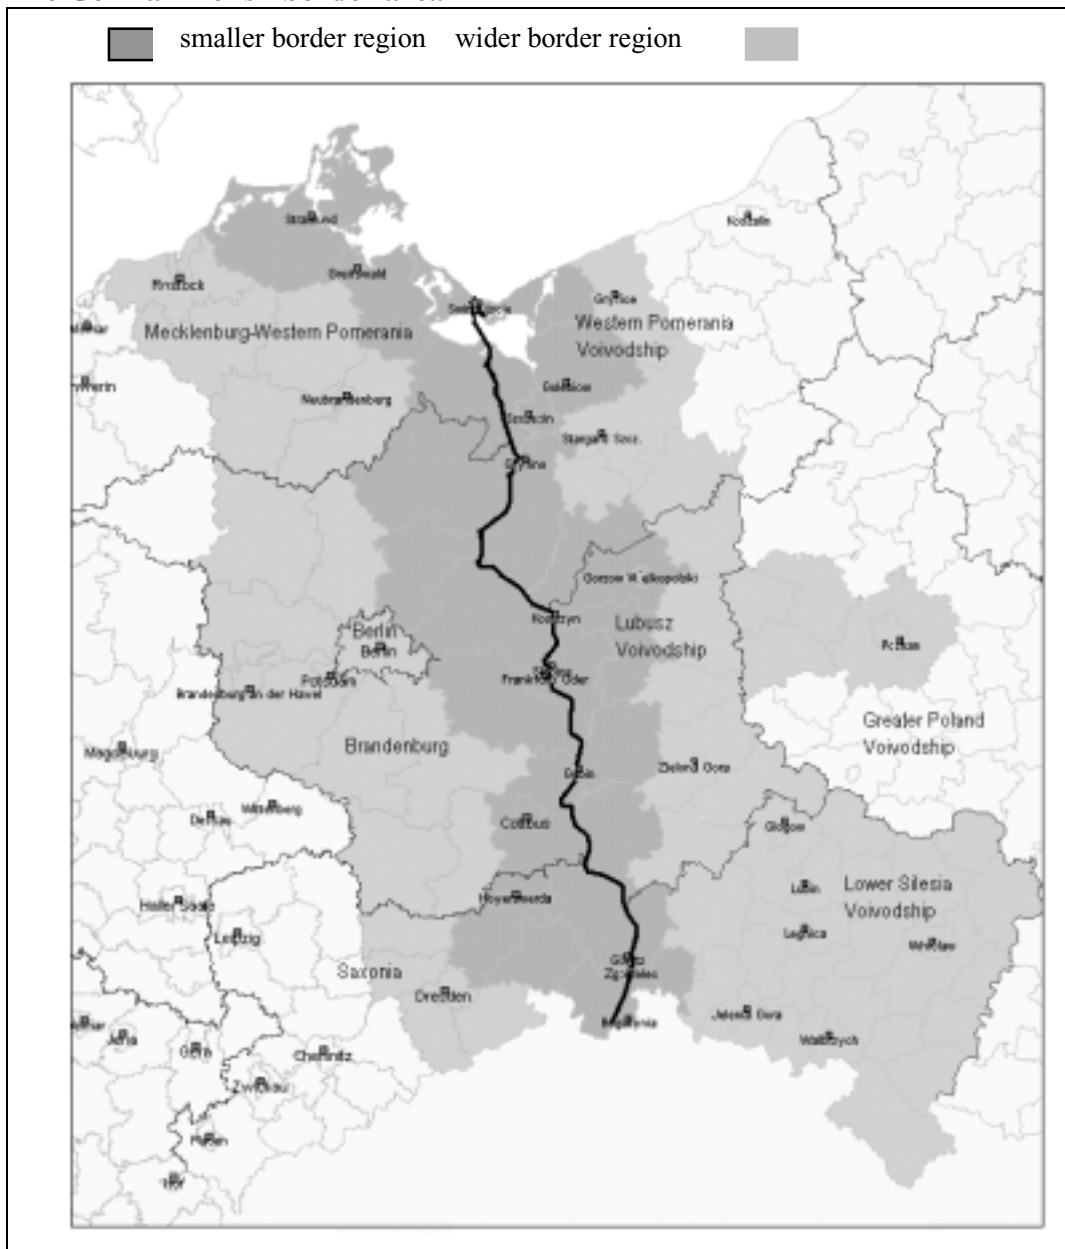 smaller border region wider border region
Koszalin
Stralsund
Greifswald
Rostock
Gryfice
Western Pomerania
Voivodship
Mecklenburg-Western Pomerania
Goleniow
Neubrandenburg
Szczecin
Stargard Szcz.
Gryfino
Gorzow Wielkopolski
Kostrzyn
Lubusz
Voivodship
Berlin
Berlin
Poznan
Potsdam
Frankfurt Oder
Brandenburg an der Havel
Greater Poland
Voivodship
Brandenburg
Magdeburg
Zielona Gora
Gubin
Wittenberg
Dessau
Cottbus
Glogow
Lubin
Lower Silesia
Voivodship
Hoyerswerda
Halle/Saale
Leipzig
Legnica
Wroclaw
Görlitz
Zgorzelec
Saxonia
Dresden
Jelenia Gora
Bogatynia
Jena
Walbrzych
Gera
Chemnitz
Zwickau
Plauen
Hof